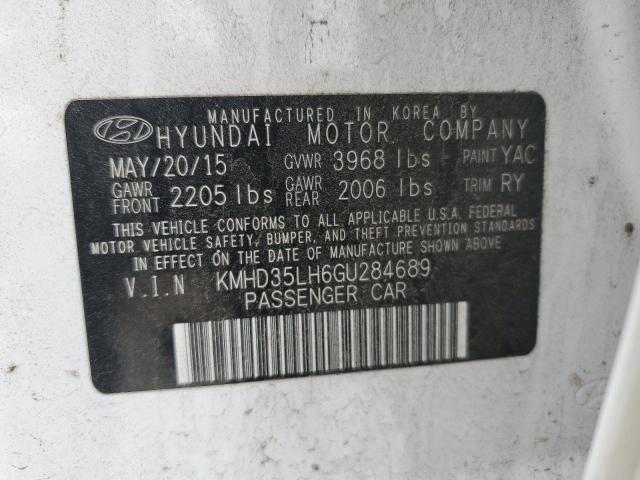 MANUFACTURED IN KOREA BY
HYUNDAI MOTOR COMPANY
MAY/20/15 GVWR 3968 lbs PAINT YAC
GAWR FRONT 2205 lbs GAWR REAR 2006 lbs TRIM RY
THIS VEHICLE CONFORMS TO ALL APPLICABLE U.S.A. FEDERAL
MOTOR VEHICLE SAFETY, BUMPER, AND THEFT PREVENTION STANDARDS
IN EFFECT ON THE DATE OF MANUFACTURE SHOWN ABOVE.
V.I.N KMHD35LH6GU284689
PASSENGER CAR